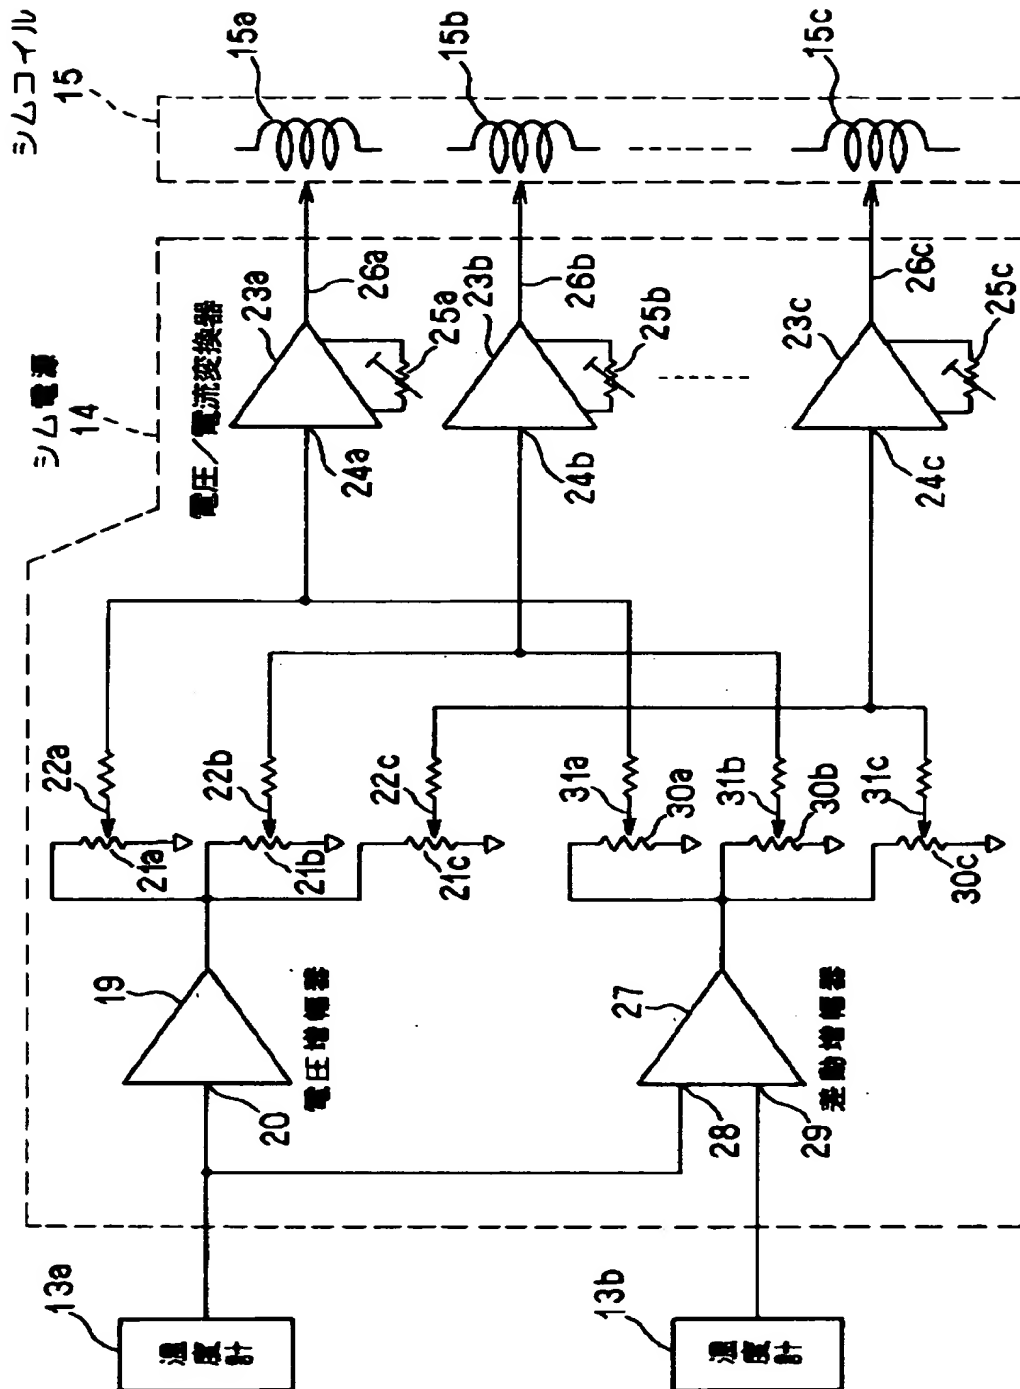 シムコイル
15
15a
15b
15c
シム電源
14
電圧/電流変換器
23a
24a
25a
26a
23b
24b
25b
26b
23c
24c
25c
26c
22a
21a
22b
21b
22c
21c
31a
30a
31b
30b
31c
30c
19
20
電圧増幅器
27
28
29
差動増幅器
13a
温度計
13b
温度計